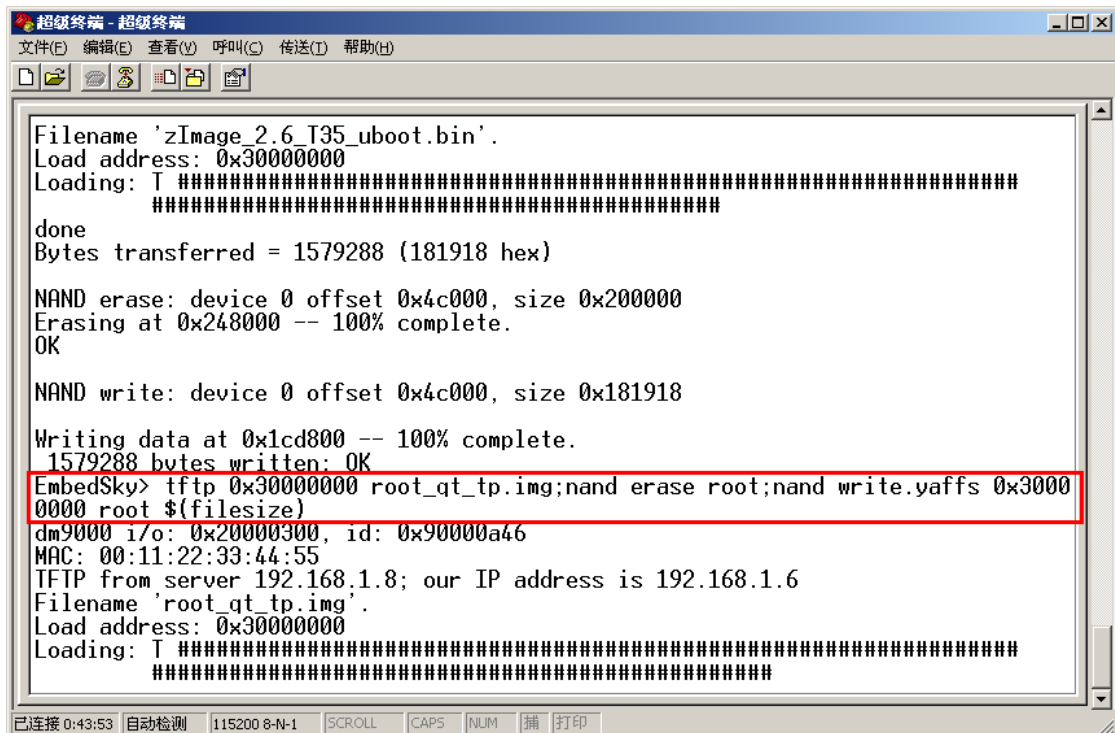 超级终端 - 超级终端
文件(F) 编辑(E) 查看(V) 呼叫(C) 传送(T) 帮助(H)
Filename 'zImage_2.6_T35_uboot.bin'.
Load address: 0x30000000
Loading: T #################################################################
############################################
done
Bytes transferred = 1579288 (181918 hex)
NAND erase: device 0 offset 0x4c000, size 0x200000
Erasing at 0x248000 -- 100% complete.
OK
NAND write: device 0 offset 0x4c000, size 0x181918
Writing data at 0x1cd800 -- 100% complete.
1579288 bytes written: OK
EmbedSky> tftp 0x30000000 root_qt_tp.img;nand erase root;nand write.yaffs 0x3000
0000 root $(filesize)
dm9000 i/o: 0x20000300, id: 0x90000a46
MAC: 00:11:22:33:44:55
TFTP from server 192.168.1.8; our IP address is 192.168.1.6
Filename 'root_qt_tp.img'.
Load address: 0x30000000
Loading: T #################################################################
################################################
已连接 0:43:53 自动检测 115200 8-N-1 SCROLL CAPS NUM 捕 打印